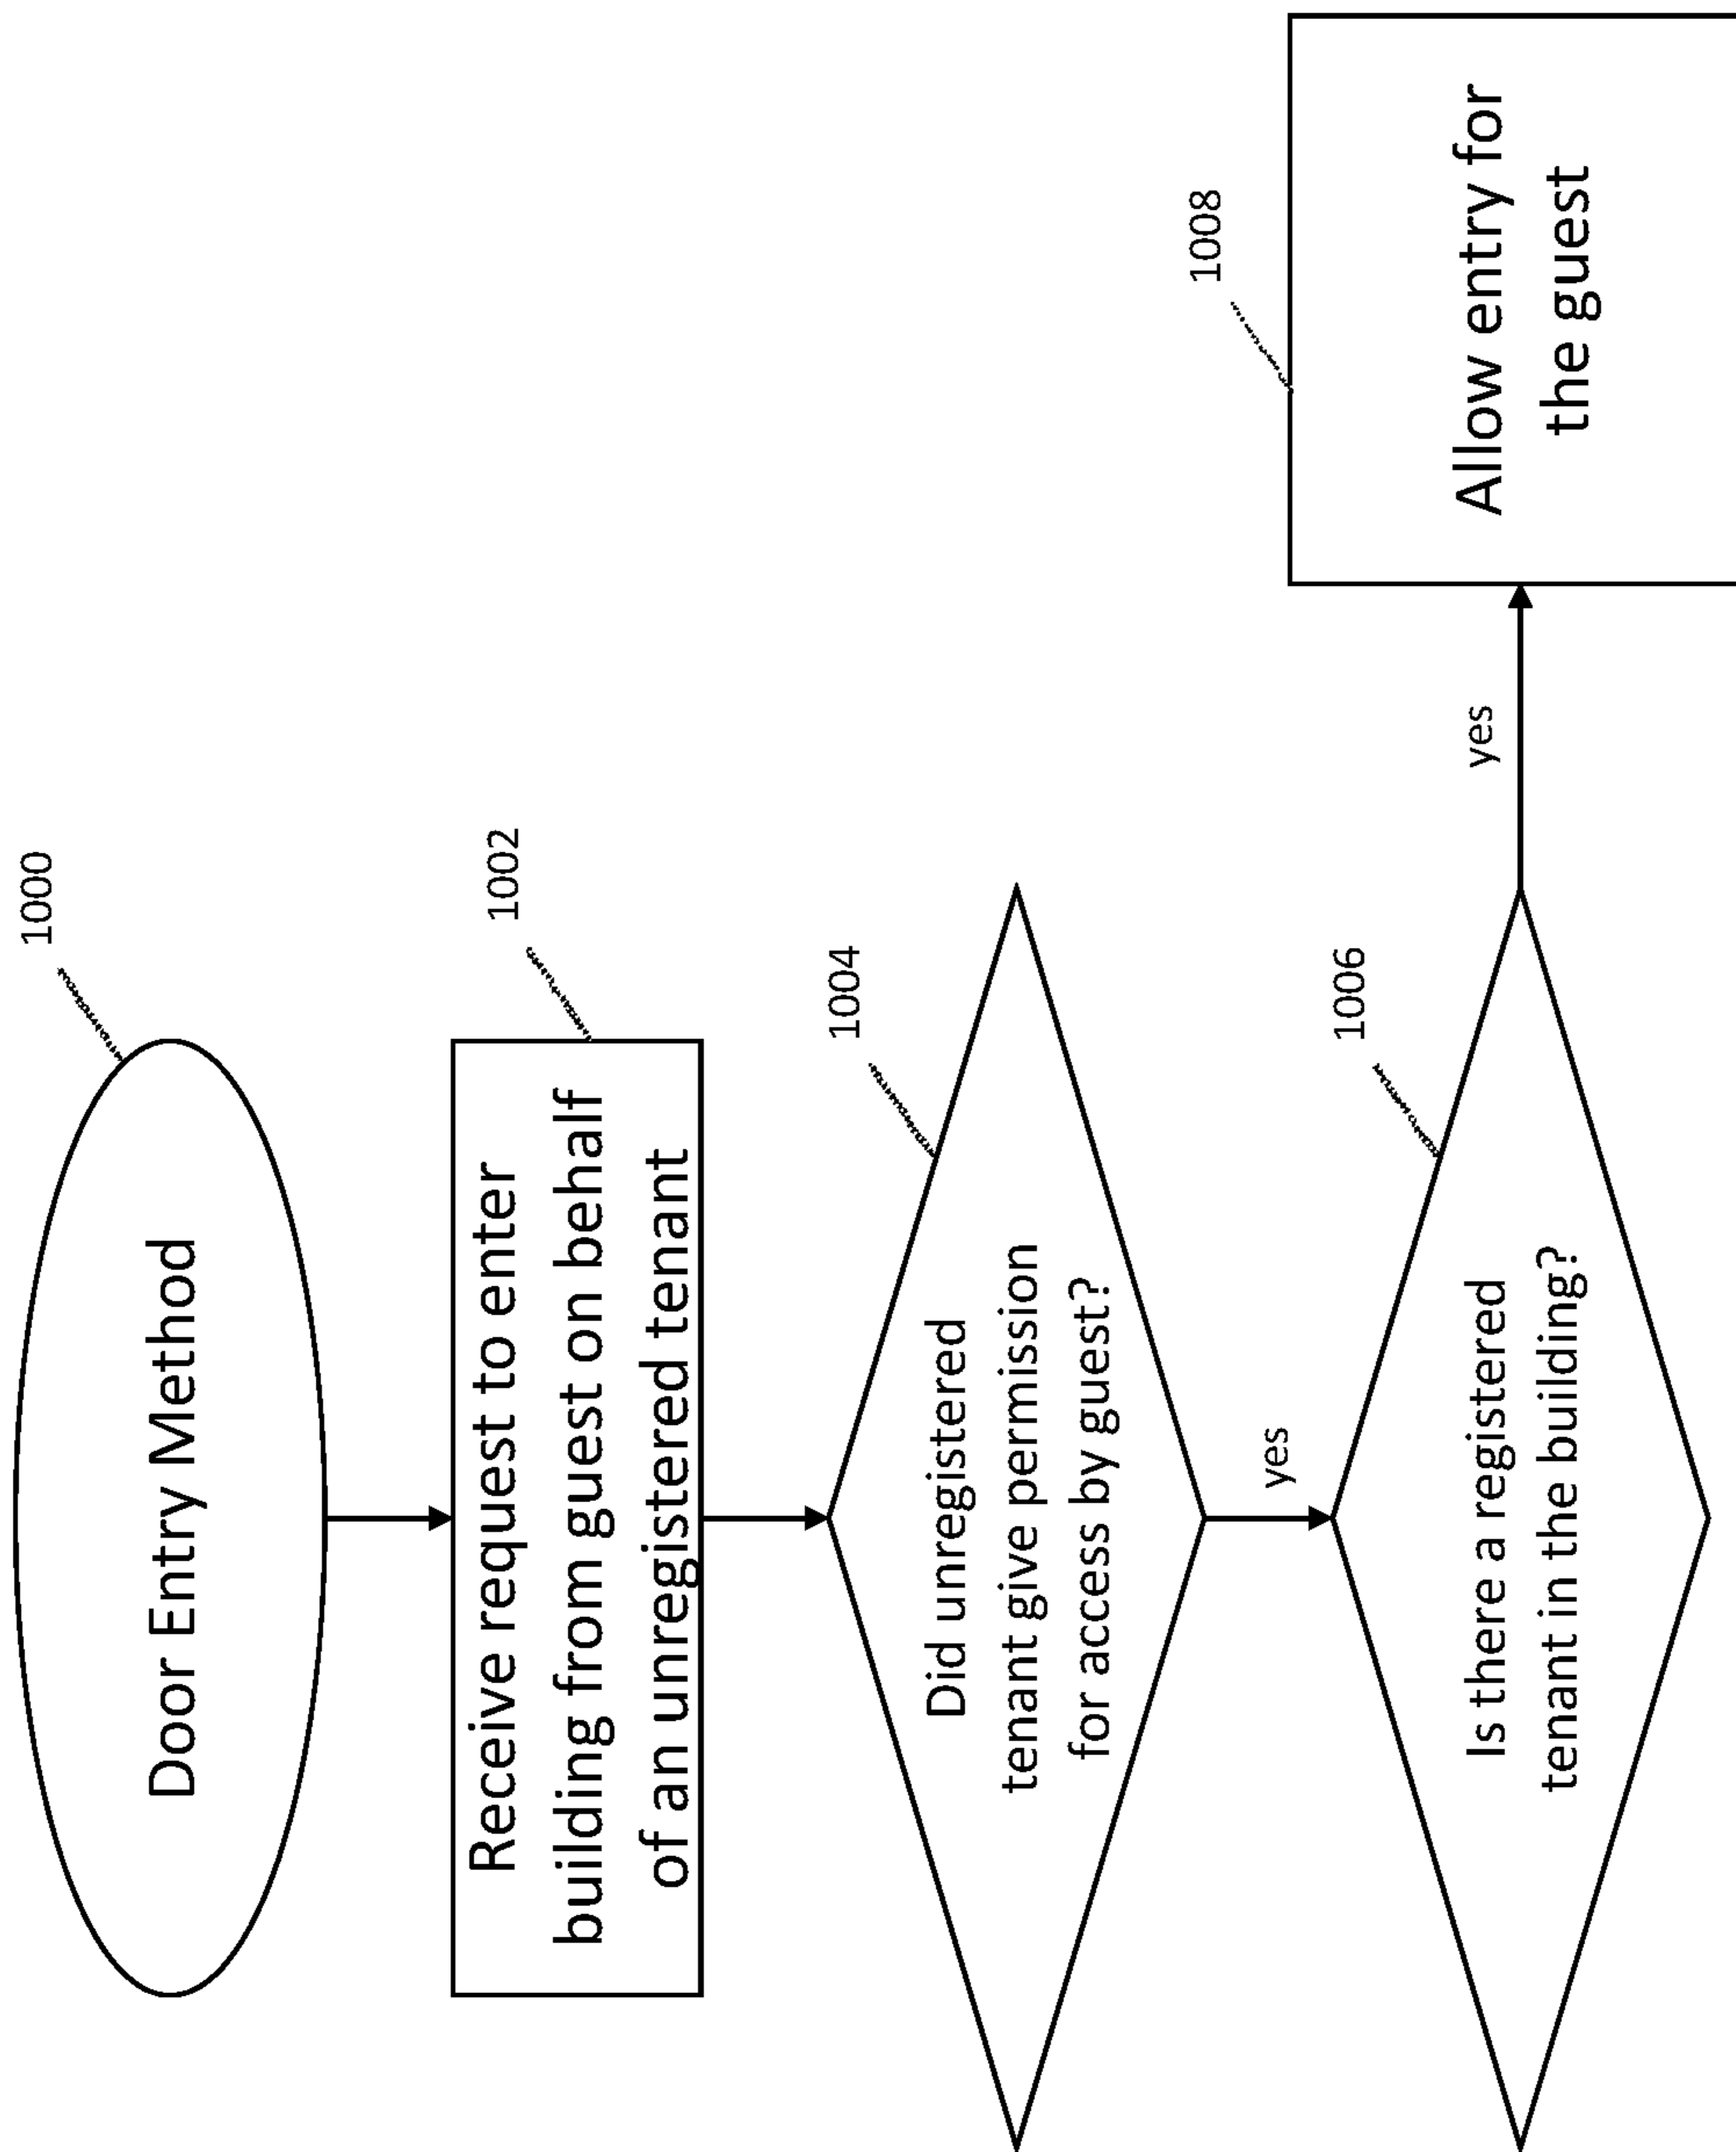 Door Entry Method
1000
Receive request to enter
building from guest on behalf
of an unregistered tenant
1002
Did unregistered
tenant give permission
for access by guest?
1004
yes
Is there a registered
tenant in the building?
1006
yes
Allow entry for
the guest
1008